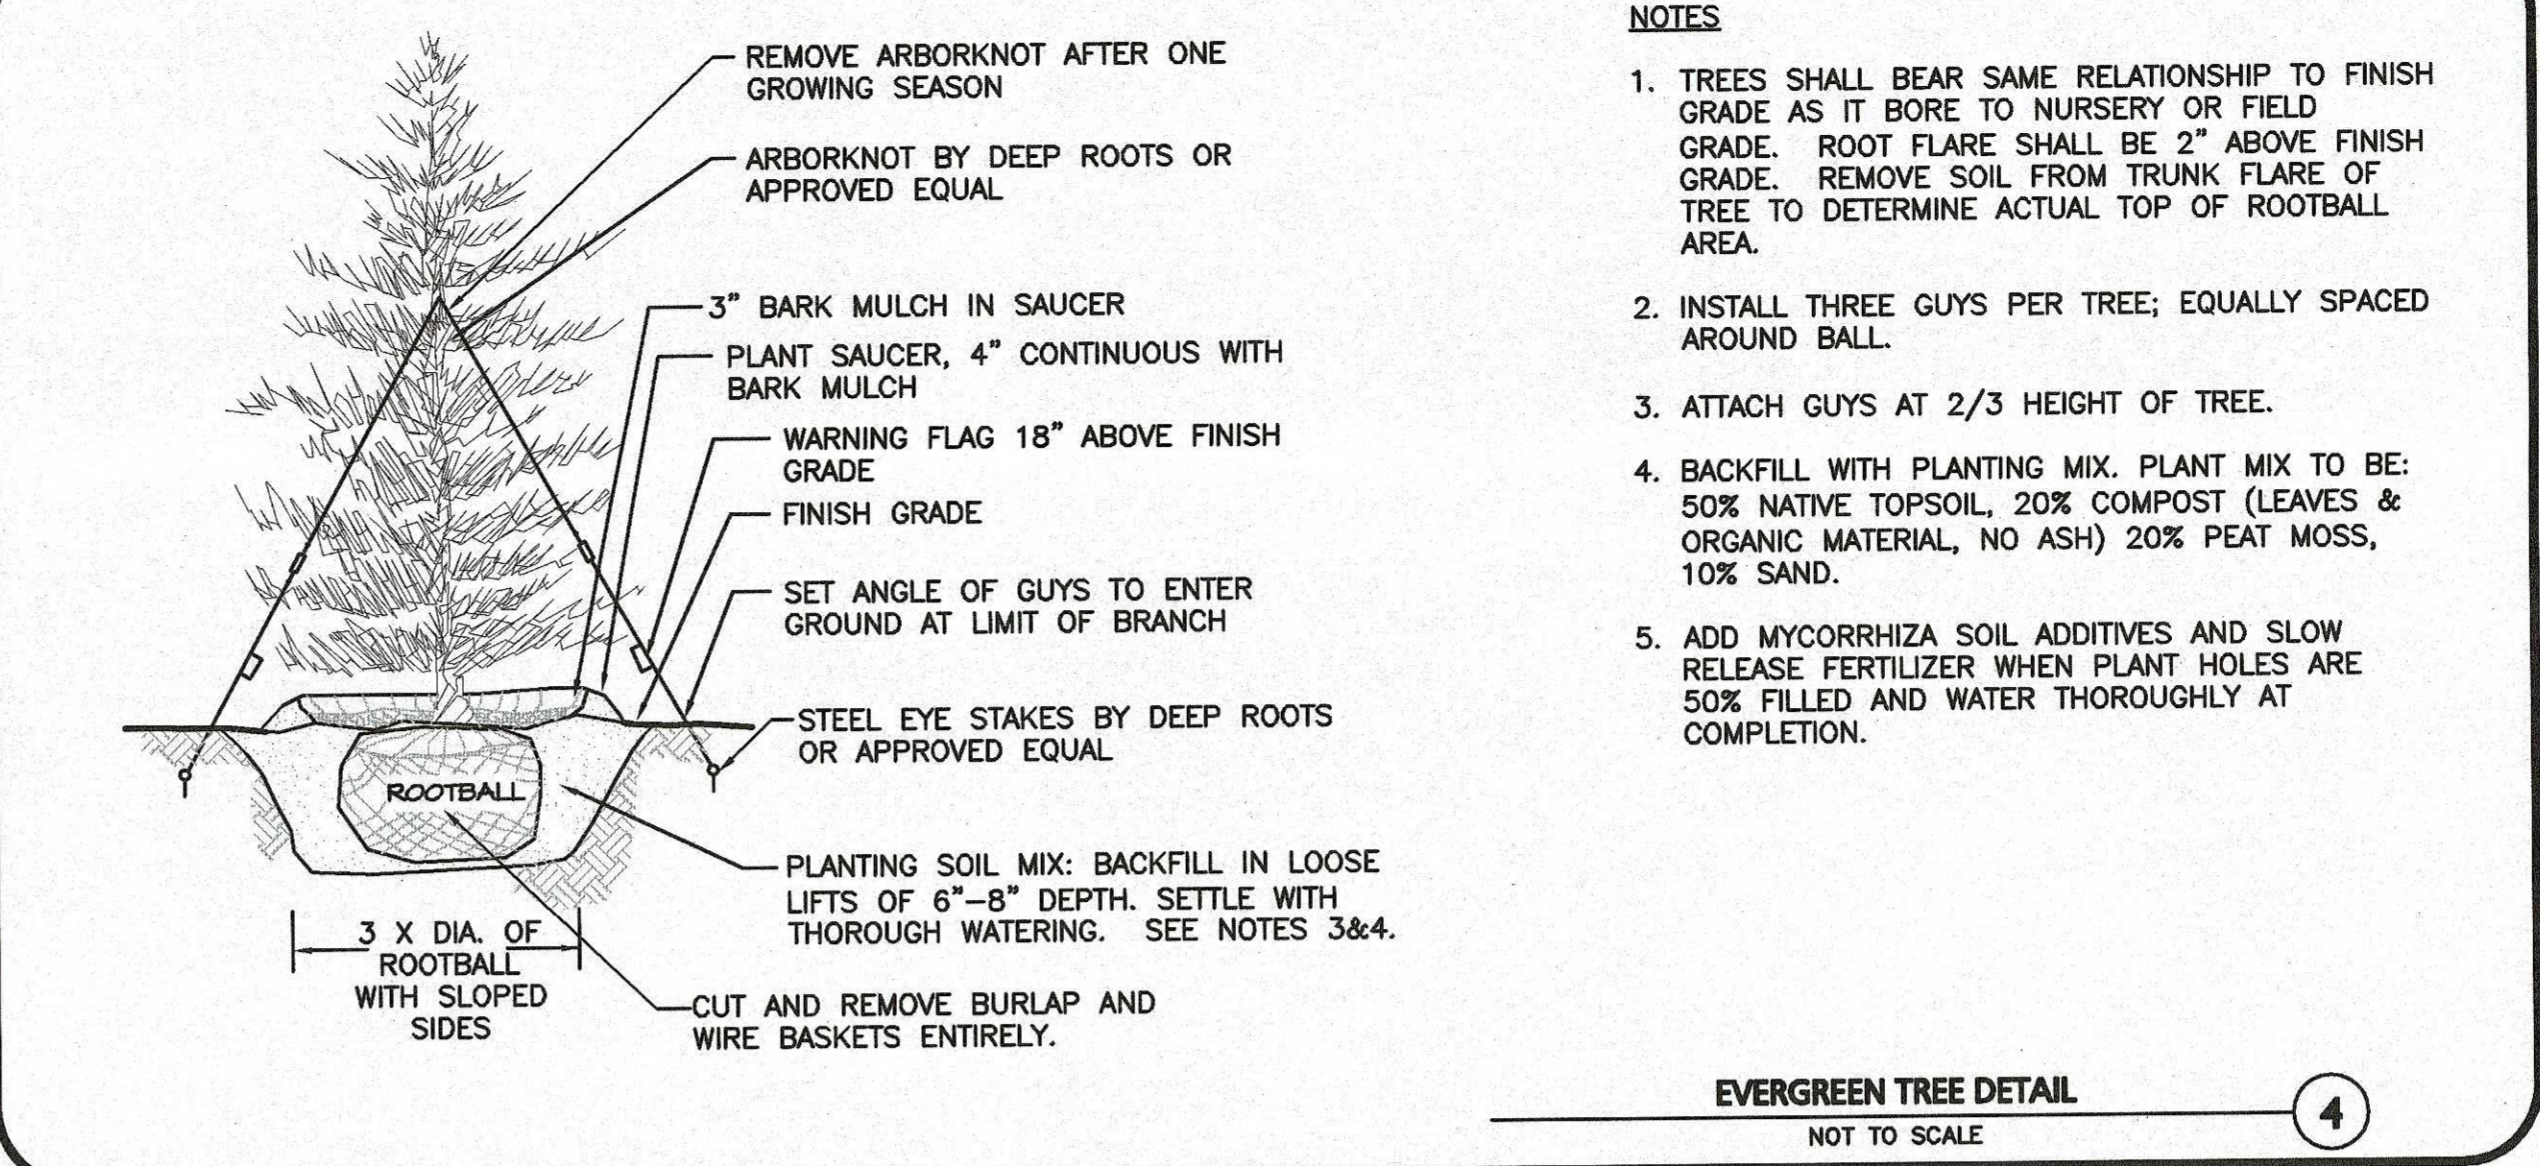 REMOVE ARBORKNOT AFTER ONE
GROWING SEASON
ARBORKNOT BY DEEP ROOTS OR
APPROVED EQUAL
3" BARK MULCH IN SAUCER
PLANT SAUCER, 4" CONTINUOUS WITH
BARK MULCH
WARNING FLAG 18" ABOVE FINISH
GRADE
FINISH GRADE
SET ANGLE OF GUYS TO ENTER
GROUND AT LIMIT OF BRANCH
STEEL EYE STAKES BY DEEP ROOTS
OR APPROVED EQUAL
ROOTBALL
PLANTING SOIL MIX: BACKFILL IN LOOSE
LIFTS OF 6"-8" DEPTH. SETTLE WITH
THOROUGH WATERING. SEE NOTES 3&4.
3 X DIA. OF
ROOTBALL
WITH SLOPED
SIDES
CUT AND REMOVE BURLAP AND
WIRE BASKETS ENTIRELY.
NOTES
1. TREES SHALL BEAR SAME RELATIONSHIP TO FINISH
GRADE AS IT BORE TO NURSERY OR FIELD
GRADE. ROOT FLARE SHALL BE 2" ABOVE FINISH
GRADE. REMOVE SOIL FROM TRUNK FLARE OF
TREE TO DETERMINE ACTUAL TOP OF ROOTBALL
AREA.
2. INSTALL THREE GUYS PER TREE; EQUALLY SPACED
AROUND BALL.
3. ATTACH GUYS AT 2/3 HEIGHT OF TREE.
4. BACKFILL WITH PLANTING MIX. PLANT MIX TO BE:
50% NATIVE TOPSOIL, 20% COMPOST (LEAVES &
ORGANIC MATERIAL, NO ASH) 20% PEAT MOSS,
10% SAND.
5. ADD MYCORRHIZA SOIL ADDITIVES AND SLOW
RELEASE FERTILIZER WHEN PLANT HOLES ARE
50% FILLED AND WATER THOROUGHLY AT
COMPLETION.
EVERGREEN TREE DETAIL
4
NOT TO SCALE